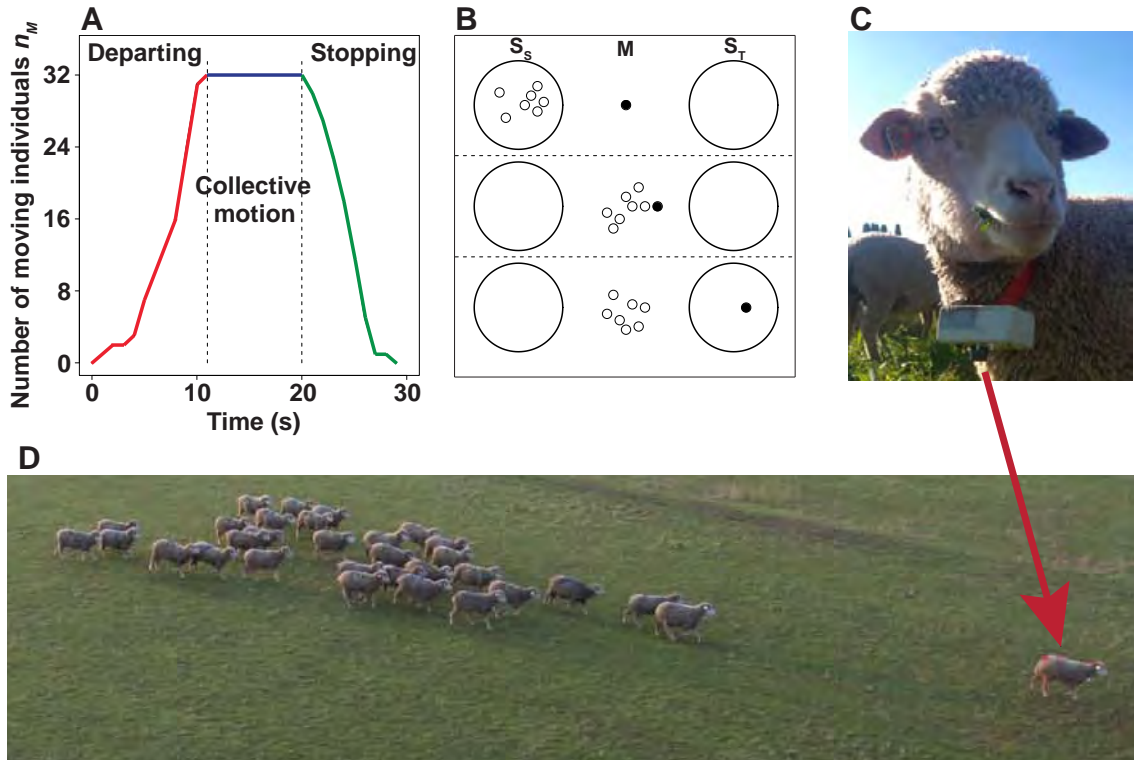 A
Departing
Stopping
Number of moving individuals n_M
32
24
16
8
0
Collective
motion
0
10
20
30
Time (s)
B
S_S
M
S_T
C
D